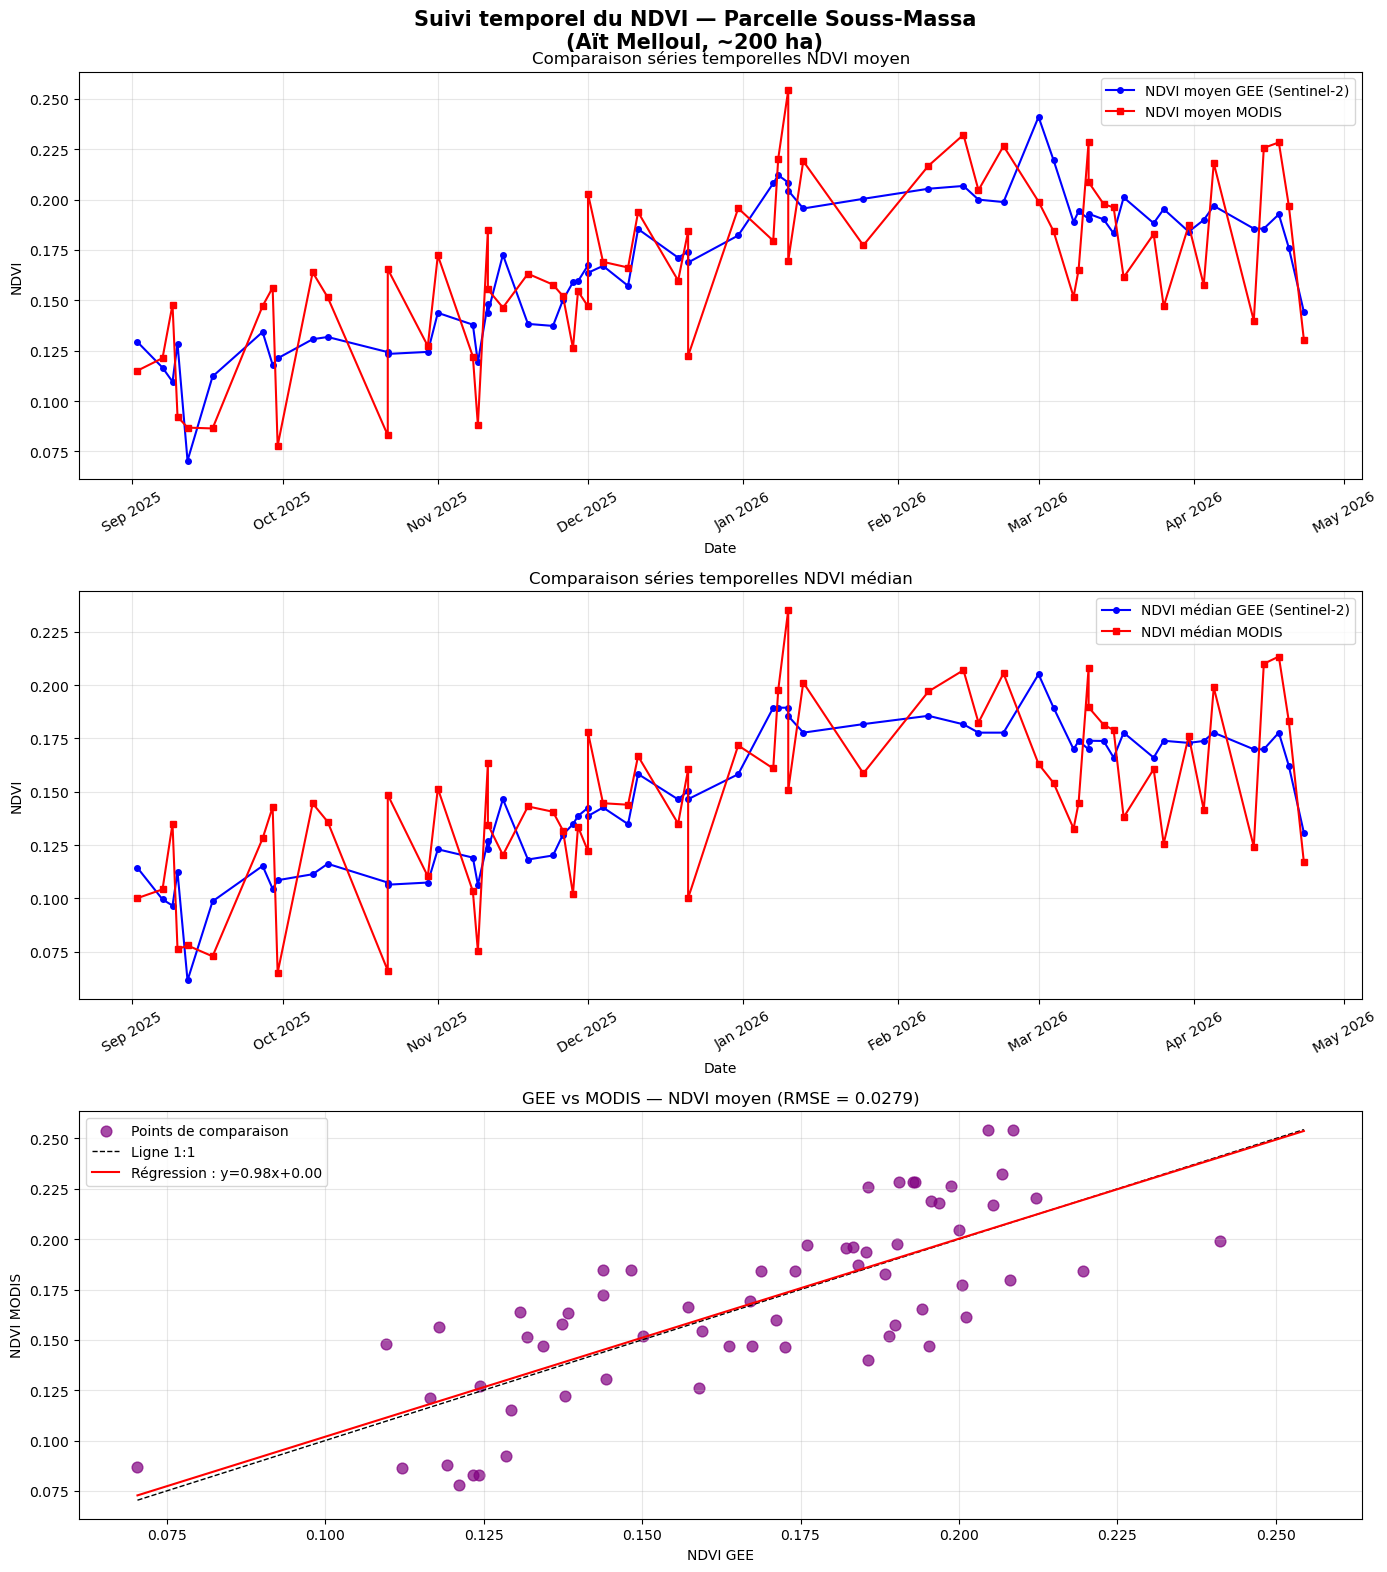 Suivi temporel du NDVI — Parcelle Souss-Massa
(Aït Melloul, ~200 ha)
Comparaison séries temporelles NDVI moyen
NDVI moyen GEE (Sentinel-2)
NDVI moyen MODIS
0.250
0.225
0.200
0.175
0.150
0.125
0.100
0.075
NDVI
Sep 2025
Oct 2025
Nov 2025
Dec 2025
Jan 2026
Feb 2026
Mar 2026
Apr 2026
May 2026
Date
Comparaison séries temporelles NDVI médian
NDVI médian GEE (Sentinel-2)
NDVI médian MODIS
0.225
0.200
0.175
0.150
0.125
0.100
0.075
NDVI
Sep 2025
Oct 2025
Nov 2025
Dec 2025
Jan 2026
Feb 2026
Mar 2026
Apr 2026
May 2026
Date
GEE vs MODIS — NDVI moyen (RMSE = 0.0279)
Points de comparaison
Ligne 1:1
Régression : y=0.98x+0.00
0.250
0.225
0.200
0.175
0.150
0.125
0.100
0.075
NDVI MODIS
0.075
0.100
0.125
0.150
0.175
0.200
0.225
0.250
NDVI GEE